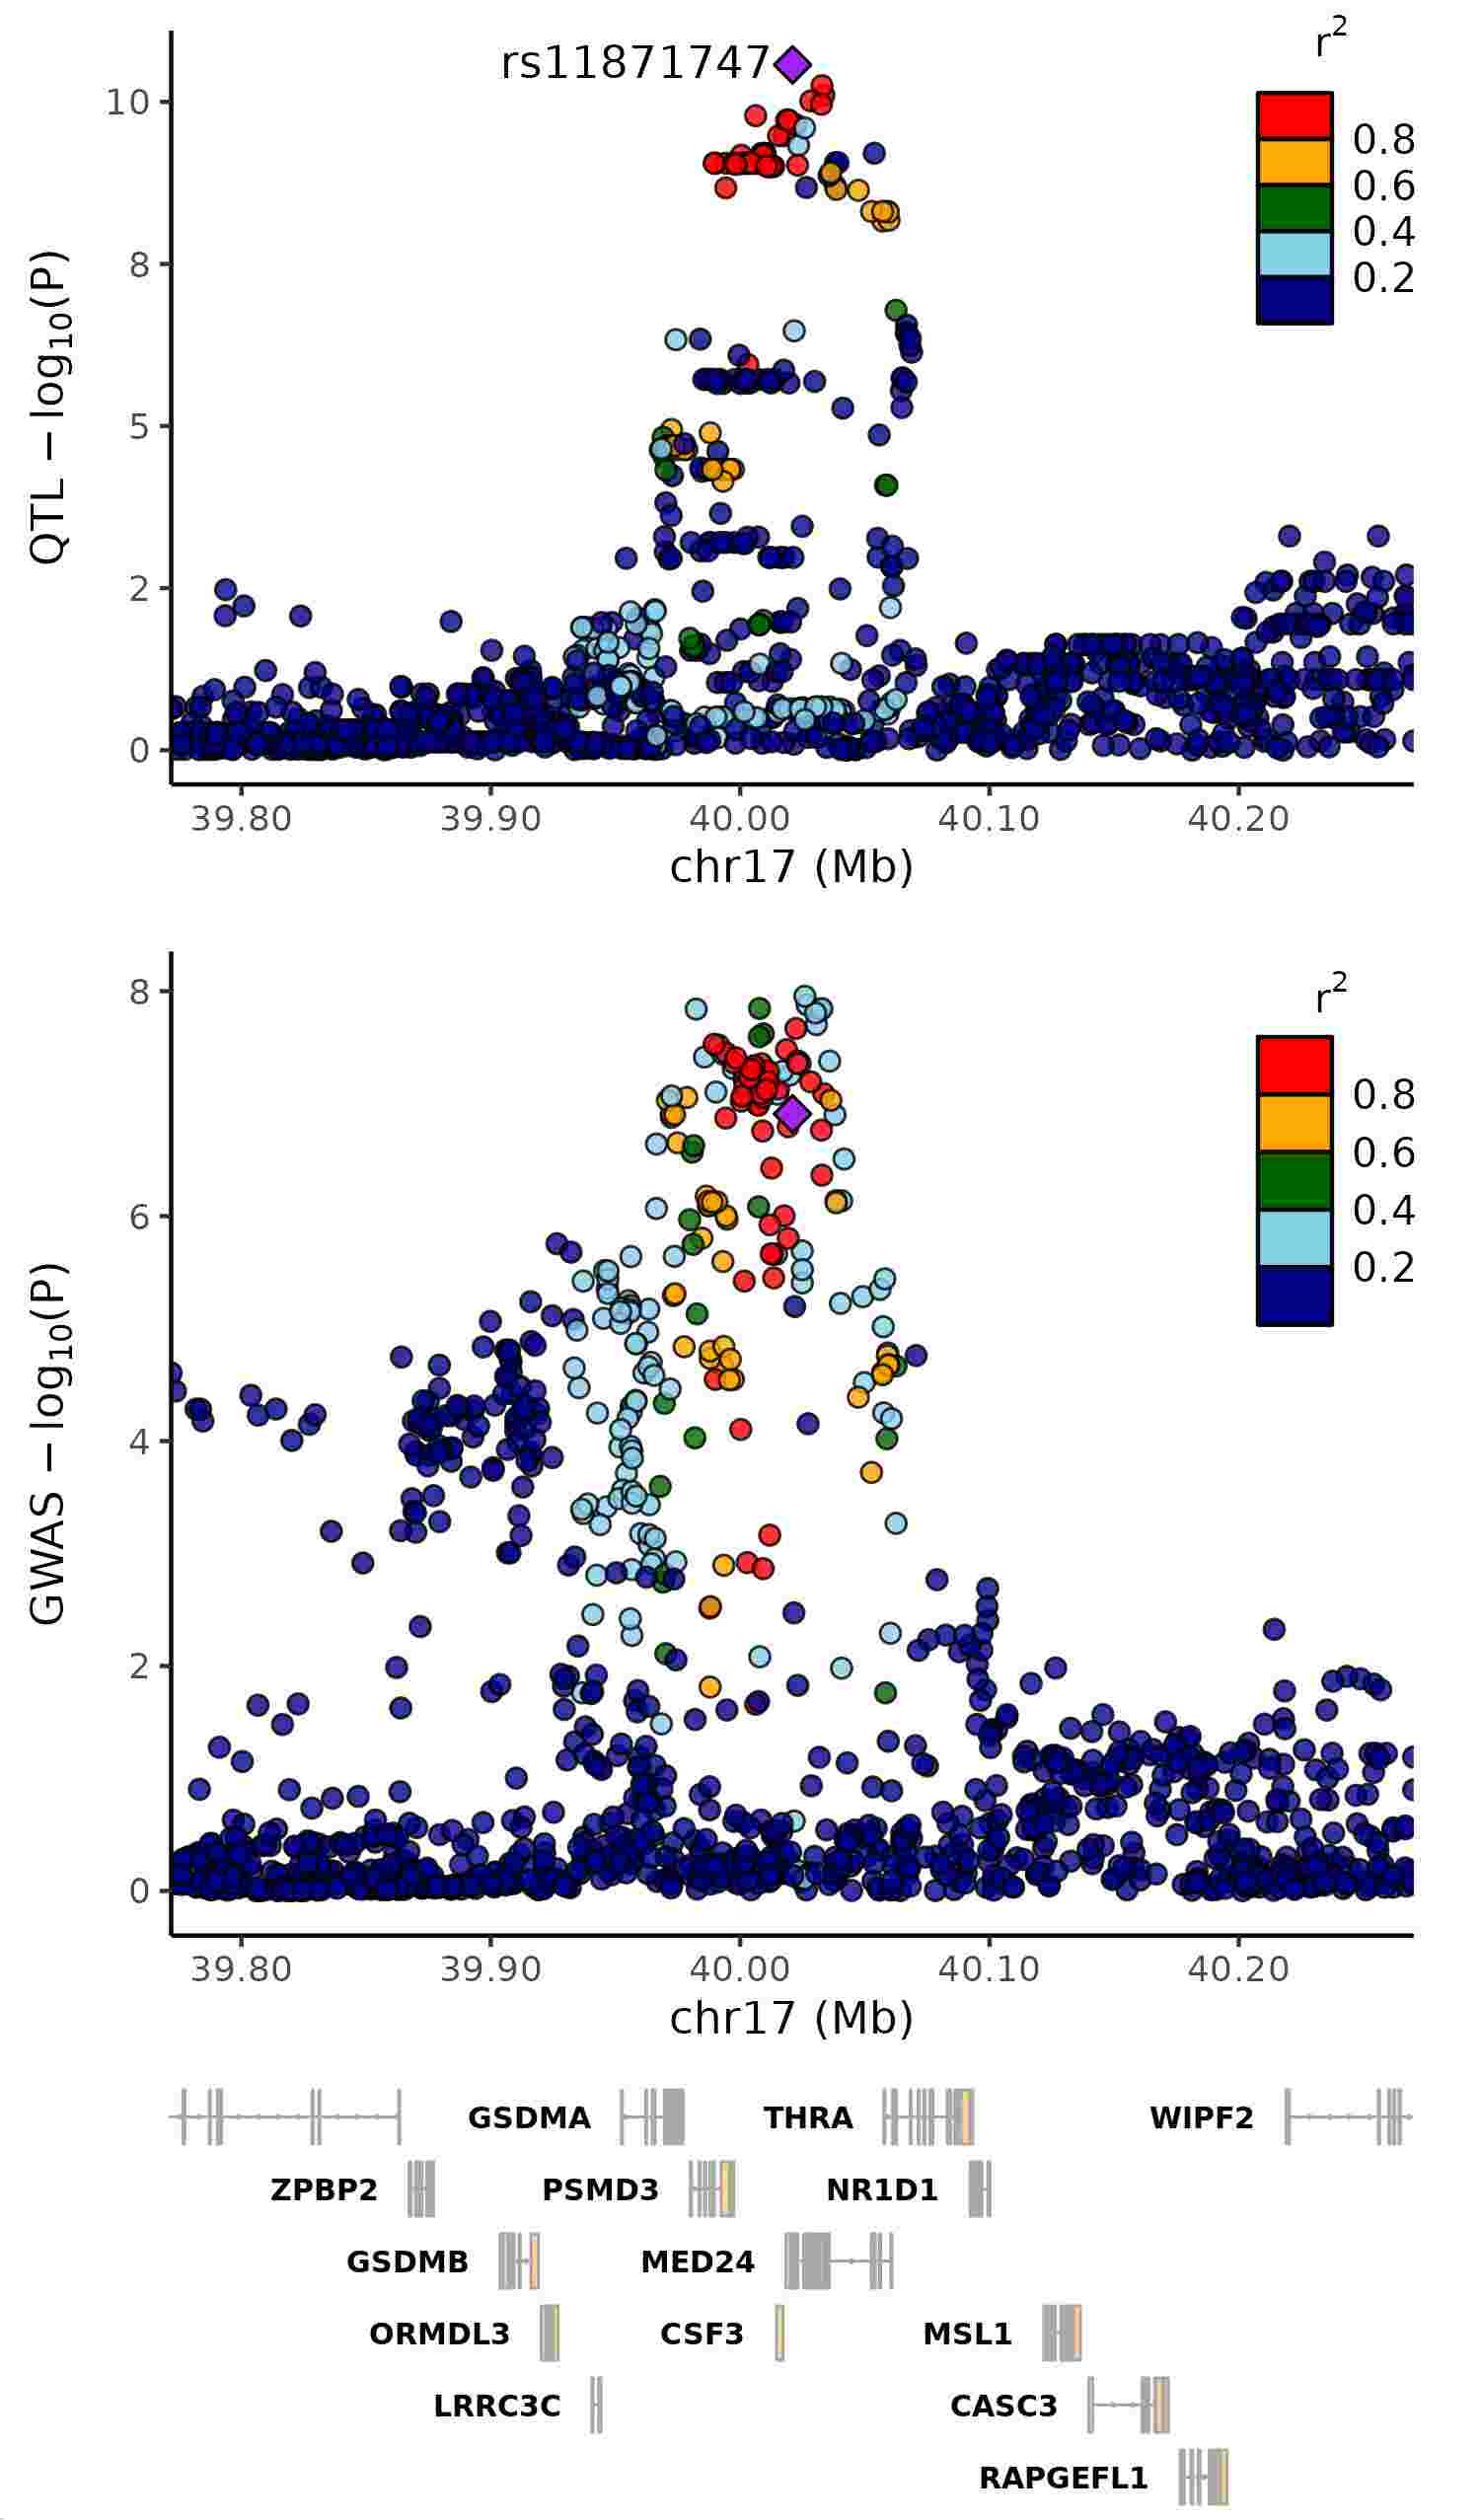 rs11871747
r²
10
8
5
2
0
0.8
0.6
0.4
0.2
QTL −log₁₀(P)
39.80 39.90 40.00 40.10 40.20
chr17 (Mb)
r²
8
6
4
2
0
0.8
0.6
0.4
0.2
GWAS −log₁₀(P)
39.80 39.90 40.00 40.10 40.20
chr17 (Mb)
GSDMA THRA WIPF2
ZPBP2 PSMD3 NR1D1
GSDMB MED24
ORMDL3 CSF3 MSL1
LRRC3C CASC3
RAPGEFL1